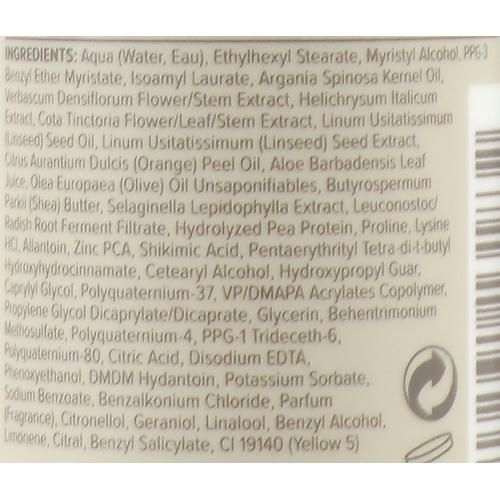 INGREDIENTS: Aqua (Water, Eau), Ethylhexyl Stearate, Myristyl Alcohol, PPG-3
Benzyl Ether Myristate, Isoamyl Laurate, Argania Spinosa Kernel Oil,
Verbascum Densiflorum Flower/Stem Extract, Helichrysum Italicum
Extract, Cota Tinctoria Flower/Leaf/Stem Extract, Linum Usitatissimum
(Linseed) Seed Oil, Linum Usitatissimum (Linseed) Seed Extract,
Citrus Aurantium Dulcis (Orange) Peel Oil, Aloe Barbadensis Leaf
Juice, Olea Europaea (Olive) Oil Unsaponifiables, Butyrospermum
Parkii (Shea) Butter, Selaginella Lepidophylla Extract, Leuconostoc/
Radish Root Ferment Filtrate, Hydrolyzed Pea Protein, Proline, Lysine
HCl, Allantoin, Zinc PCA, Shikimic Acid, Pentaerythrityl Tetra-di-t-butyl
Hydroxyhydrocinnamate, Cetearyl Alcohol, Hydroxypropyl Guar,
Caprylyl Glycol, Polyquaternium-37, VP/DMAPA Acrylates Copolymer,
Propylene Glycol Dicaprylate/Dicaprate, Glycerin, Behentrimonium
Methosulfate, Polyquaternium-4, PPG-1 Trideceth-6,
Polyquaternium-80, Citric Acid, Disodium EDTA,
Phenoxyethanol, DMDM Hydantoin, Potassium Sorbate,
Sodium Benzoate, Benzalkonium Chloride, Parfum
(Fragrance), Citronellol, Geraniol, Linalool, Benzyl Alcohol,
Limonene, Citral, Benzyl Salicylate, CI 19140 (Yellow 5)